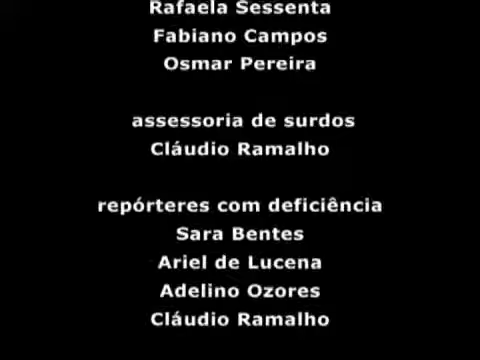 Rafaela Sessenta
Fabiano Campos
Osmar Pereira
assessoria de surdos
Cláudio Ramalho
repórteres com deficiência
Sara Bentes
Ariel de Lucena
Adelino Ozores
Cláudio Ramalho